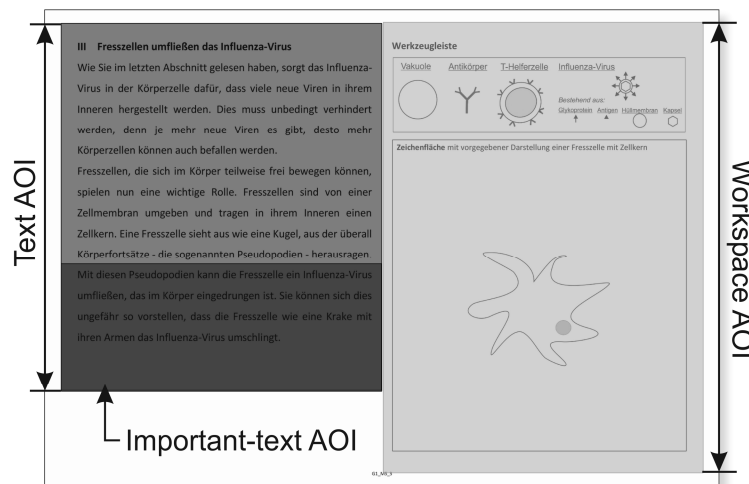 III Fresszellen umfließen das Influenza-Virus
Wie Sie im letzten Abschnitt gelesen haben, sorgt das Influenza-
Virus in der Körperzelle dafür, dass viele neue Viren in ihrem
Inneren hergestellt werden. Dies muss unbedingt verhindert
werden, denn je mehr neue Viren es gibt, desto mehr
Körperzellen können auch befallen werden.
Fresszellen, die sich im Körper teilweise frei bewegen können,
spielen nun eine wichtige Rolle. Fresszellen sind von einer
Zellmembran umgeben und tragen in ihrem Inneren einen
Zellkern. Eine Fresszelle sieht aus wie eine Kugel, aus der überall
Körperfortsätze - die sogenannten Pseudopodien - herausragen.
Mit diesen Pseudopodien kann die Fresszelle ein Influenza-Virus
umfließen, das im Körper eingedrungen ist. Sie können sich dies
ungefähr so vorstellen, dass die Fresszelle wie eine Krake mit
ihren Armen das Influenza-Virus umschlingt.
Text AOI
Important-text AOI
Werkzeugleiste
Vakuole Antikörper T-Helferzelle Influenza-Virus
Bestehend aus:
Glykoprotein Antigen Hüllmembran Kapsel
Zeichenfläche mit vorgegebener Darstellung einer Fresszelle mit Zellkern
Workspace AOI
G1_M3_3